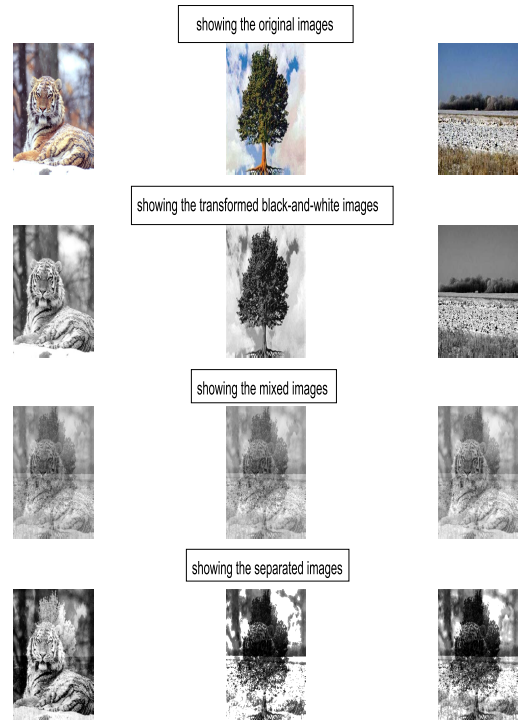 showing the original images
showing the transformed black-and-white images
showing the mixed images
showing the separated images